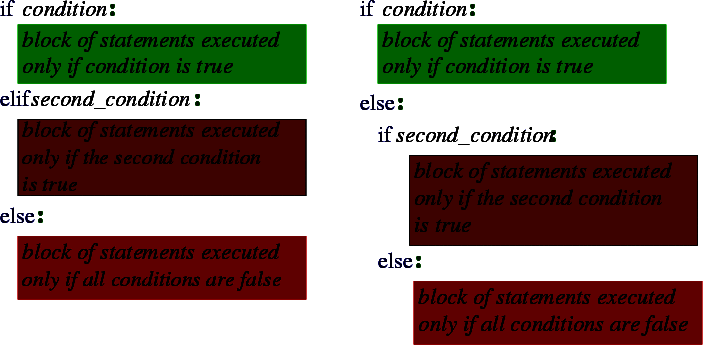 if condition:
block of statements executed
only if condition is true
elif second_condition:
block of statements executed
only if the second condition
is true
else:
block of statements executed
only if all conditions are false
if condition:
block of statements executed
only if condition is true
else:
if second_condition:
block of statements executed
only if the second condition
is true
else:
block of statements executed
only if all conditions are false